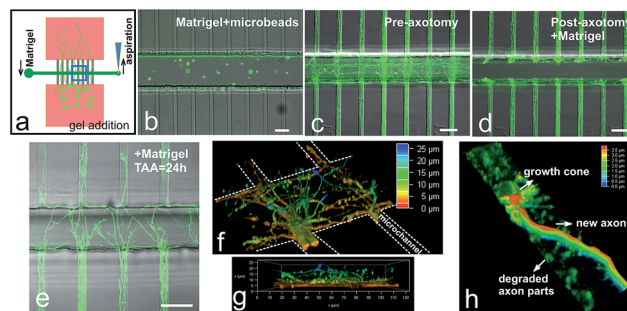 Matrigel
aspiration
gel addition
a
Matrigel+microbeads
b
Pre-axotomy
c
Post-axotomy
+Matrigel
d
+Matrigel
TAA=24h
e
25 µm
20 µm
15 µm
10 µm
5 µm
0 µm
microchannel
f
g
growth cone
new axon
degraded
axon parts
h